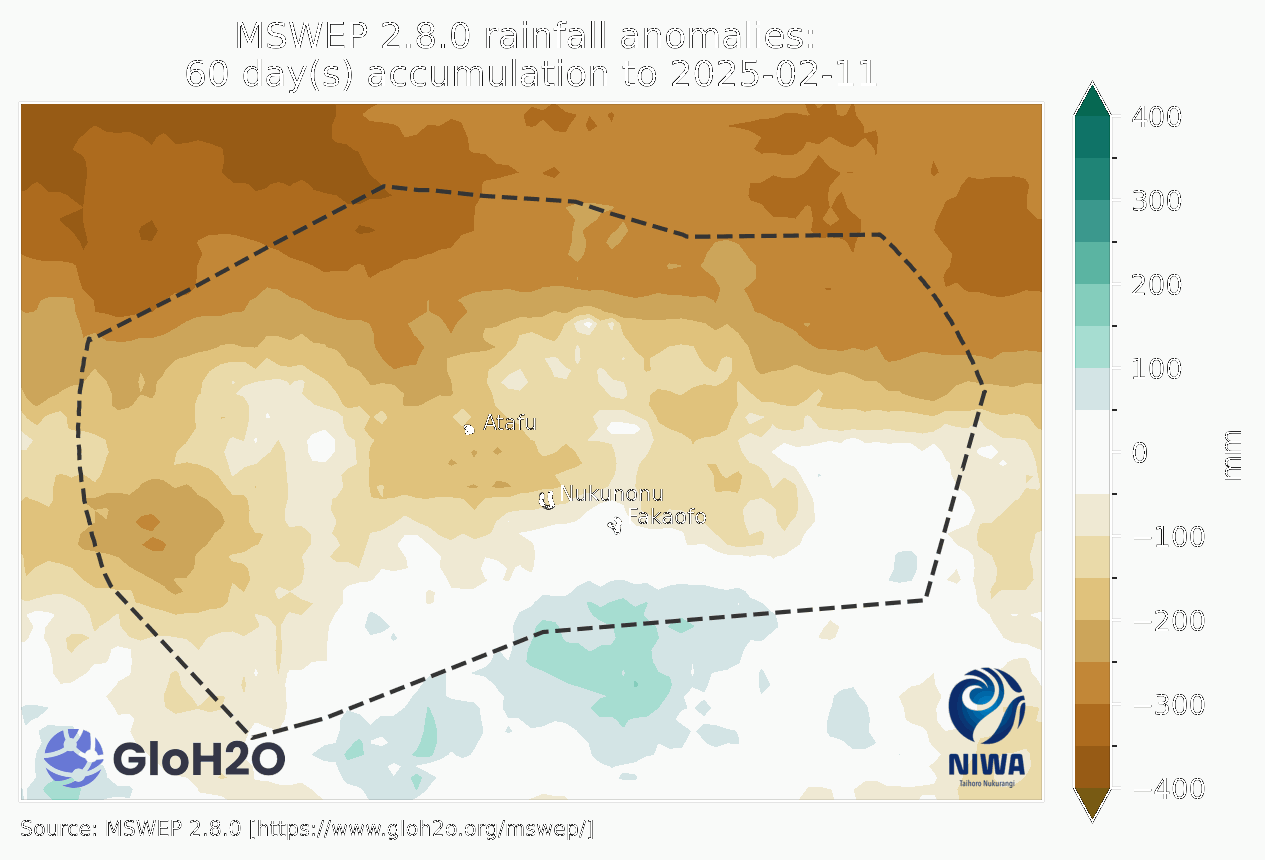 MSWEP 2.8.0 rainfall anomalies:
60 day(s) accumulation to 2025-02-11
400
300
200
100
0
−100
−200
−300
−400
mm
Atafu
Nukunonu
Fakaofo
GloH2O
NIWA
Taihoro Nukurangi
Source: MSWEP 2.8.0 [https://www.gloh2o.org/mswep/]